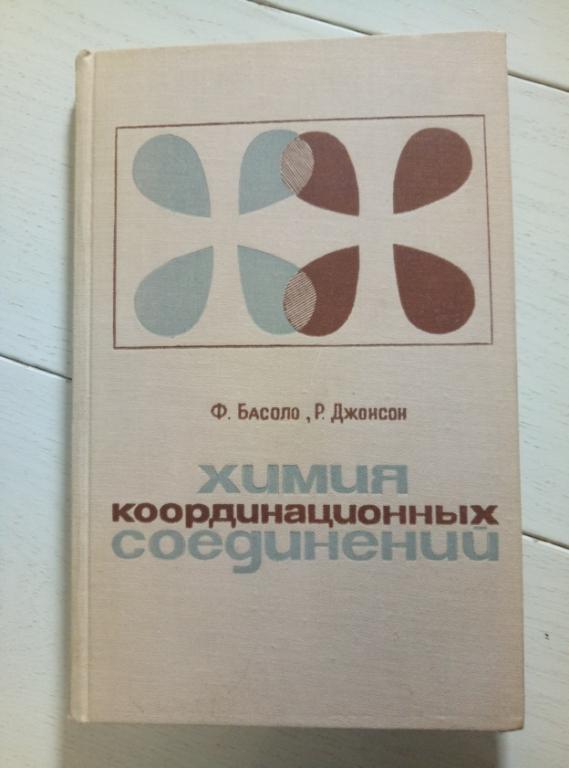 Ф. Басоло, Р. Джонсон
химия
координационных
соединений